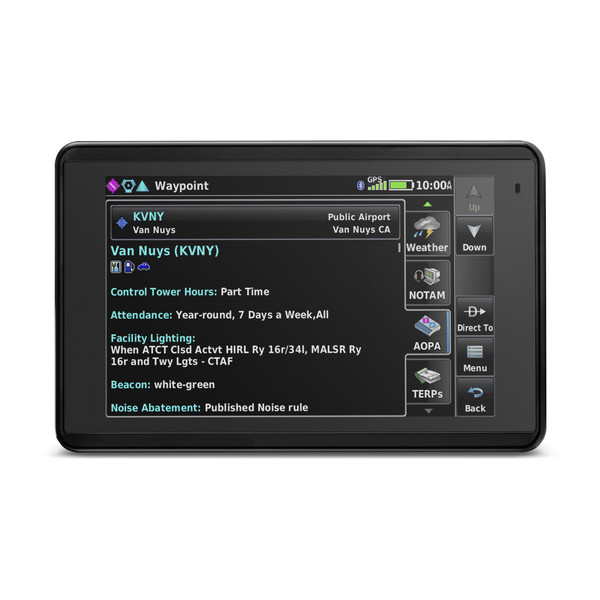 Waypoint
GPS
10:00
KVNY
Public Airport
Van Nuys
Van Nuys CA
Van Nuys (KVNY)
Control Tower Hours: Part Time
Attendance: Year-round, 7 Days a Week,All
Facility Lighting:
When ATCT Clsd Actvt HIRL Ry 16r/34l, MALSR Ry
16r and Twy Lgts - CTAF
Beacon: white-green
Noise Abatement: Published Noise rule
Weather
NOTAM
AOPA
TERPs
Up
Down
Direct To
Menu
Back